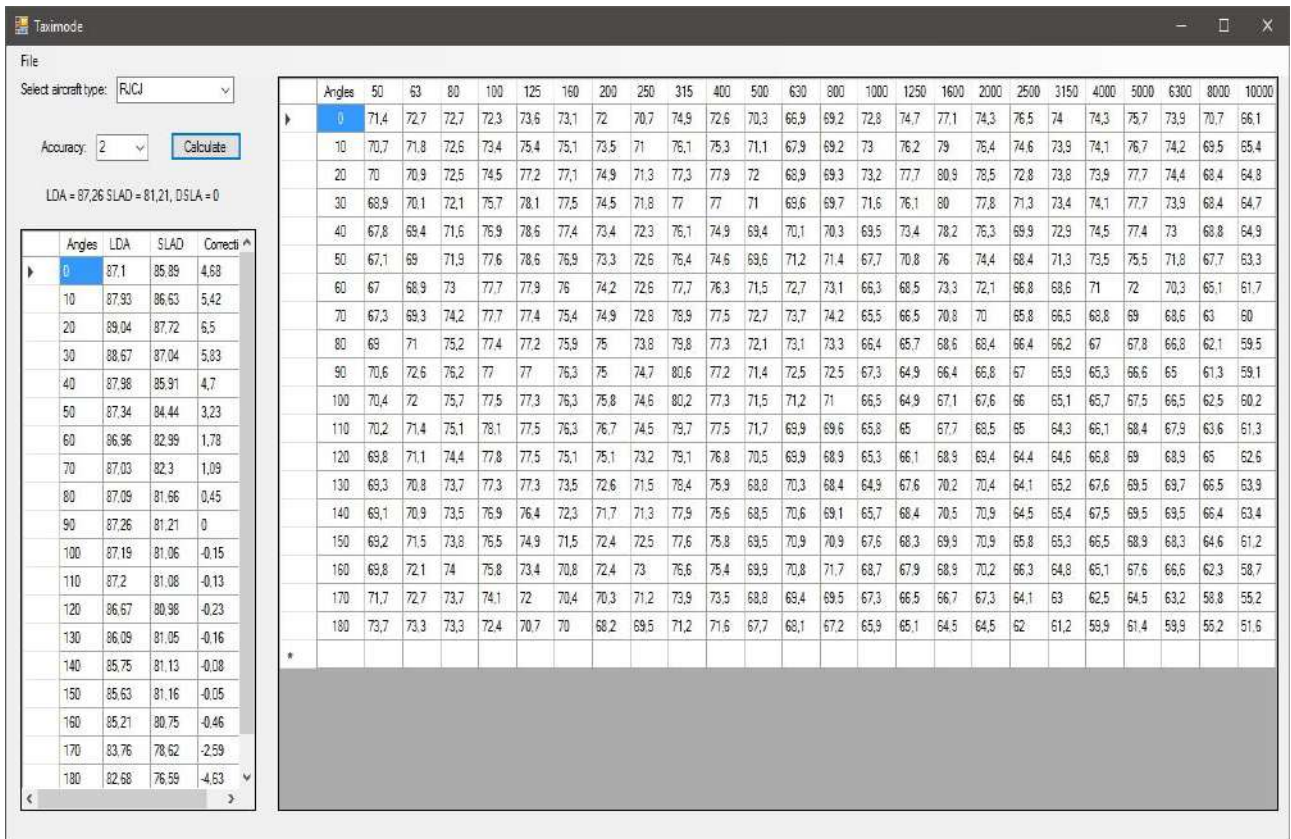 Taximode
File
Select aircraft type: RJCJ
Accuracy: 2 Calculate
LDA = 87,26 SLAD = 81,21, DSLA = 0
Angles LDA SLAD Correcti
0 87,1 85,89 4,68
10 87,93 86,63 5,42
20 89,04 87,72 6,5
30 88,67 87,04 5,83
40 87,98 85,91 4,7
50 87,34 84,44 3,23
60 86,96 82,99 1,78
70 87,03 82,3 1,09
80 87,09 81,66 0,45
90 87,26 81,21 0
100 87,19 81,06 -0,15
110 87,2 81,08 -0,13
120 86,67 80,98 -0,23
130 86,09 81,05 -0,16
140 85,75 81,13 -0,08
150 85,63 81,16 -0,05
160 85,21 80,75 -0,46
170 83,76 78,62 -2,59
180 82,68 76,59 -4,63
Angles 50 63 80 100 125 160 200 250 315 400 500 630 800 1000 1250 1600 2000 2500 3150 4000 5000 6300 8000 10000
0 71,4 72,7 72,7 72,3 73,6 73,1 72 70,7 74,9 72,6 70,3 66,9 69,2 72,8 74,7 77,1 74,3 76,5 74 74,3 75,7 73,9 70,7 66,1
10 70,7 71,8 72,6 73,4 75,4 75,1 73,5 71 76,1 75,3 71,1 67,9 69,2 73 76,2 79 76,4 74,6 73,9 74,1 76,7 74,2 69,5 65,4
20 70 70,9 72,5 74,5 77,2 77,1 74,9 71,3 77,3 77,9 72 68,9 69,3 73,2 77,7 80,9 78,5 72,8 73,8 73,9 77,7 74,4 68,4 64,8
30 68,9 70,1 72,1 75,7 78,1 77,5 74,5 71,8 77 77 71 69,6 69,7 71,6 76,1 80 77,8 71,3 73,4 74,1 77,7 73,9 68,4 64,7
40 67,8 69,4 71,6 76,9 78,6 77,4 73,4 72,3 76,1 74,9 69,4 70,1 70,3 69,5 73,4 78,2 76,3 69,9 72,9 74,5 77,4 73 68,8 64,9
50 67,1 69 71,9 77,6 78,6 76,9 73,3 72,6 76,4 74,6 69,6 71,2 71,4 67,7 70,8 76 74,4 68,4 71,3 73,5 75,5 71,8 67,7 63,3
60 67 68,9 73 77,7 77,9 76 74,2 72,6 77,7 76,3 71,5 72,7 73,1 66,3 68,5 73,3 72,1 66,8 68,6 71 72 70,3 65,1 61,7
70 67,3 69,3 74,2 77,7 77,4 75,4 74,9 72,8 78,9 77,5 72,7 73,7 74,2 65,5 66,5 70,8 70 65,8 66,5 68,8 69 68,6 63 60
80 69 71 75,2 77,4 77,2 75,9 75 73,8 79,8 77,3 72,1 73,1 73,3 66,4 65,7 68,6 68,4 66,4 66,2 67 67,8 66,8 62,1 59,5
90 70,6 72,6 76,2 77 77 76,3 75 74,7 80,6 77,2 71,4 72,5 72,5 67,3 64,9 66,4 66,8 67 65,9 65,3 66,6 65 61,3 59,1
100 70,4 72 75,7 77,5 77,3 76,3 75,8 74,6 80,2 77,3 71,5 71,2 71 66,5 64,9 67,1 67,6 66 65,1 65,7 67,5 66,5 62,5 60,2
110 70,2 71,4 75,1 78,1 77,5 76,3 76,7 74,5 79,7 77,5 71,7 69,9 69,6 65,8 65 67,7 68,5 65 64,3 66,1 68,4 67,9 63,6 61,3
120 69,8 71,1 74,4 77,8 77,5 75,1 75,1 73,2 79,1 76,8 70,5 69,9 68,9 65,3 66,1 68,9 69,4 64,4 64,6 66,8 69 68,9 65 62,6
130 69,3 70,8 73,7 77,3 77,3 73,5 72,6 71,5 78,4 75,9 68,8 70,3 68,4 64,9 67,6 70,2 70,4 64,1 65,2 67,6 69,5 69,7 66,5 63,9
140 69,1 70,9 73,5 76,9 76,4 72,3 71,7 71,3 77,9 75,6 68,5 70,6 69,1 65,7 68,4 70,5 70,9 64,5 65,4 67,5 69,5 69,5 66,4 63,4
150 69,2 71,5 73,8 76,5 74,9 71,5 72,4 72,5 77,6 75,8 69,5 70,9 70,9 67,6 68,3 69,9 70,9 65,8 65,3 66,5 68,9 68,3 64,6 61,2
160 69,8 72,1 74 75,8 73,4 70,8 72,4 73 76,6 75,4 69,9 70,8 71,7 68,7 67,9 68,9 70,2 66,3 64,8 65,1 67,6 66,6 62,3 58,7
170 71,7 72,7 73,7 74,1 72 70,4 70,3 71,2 73,9 73,5 68,8 69,4 69,5 67,3 66,5 66,7 67,3 64,1 63 62,5 64,5 63,2 58,8 55,2
180 73,7 73,3 73,3 72,4 70,7 70 68,2 69,5 71,2 71,6 67,7 68,1 67,2 65,9 65,1 64,5 64,5 62 61,2 59,9 61,4 59,9 55,2 51,6